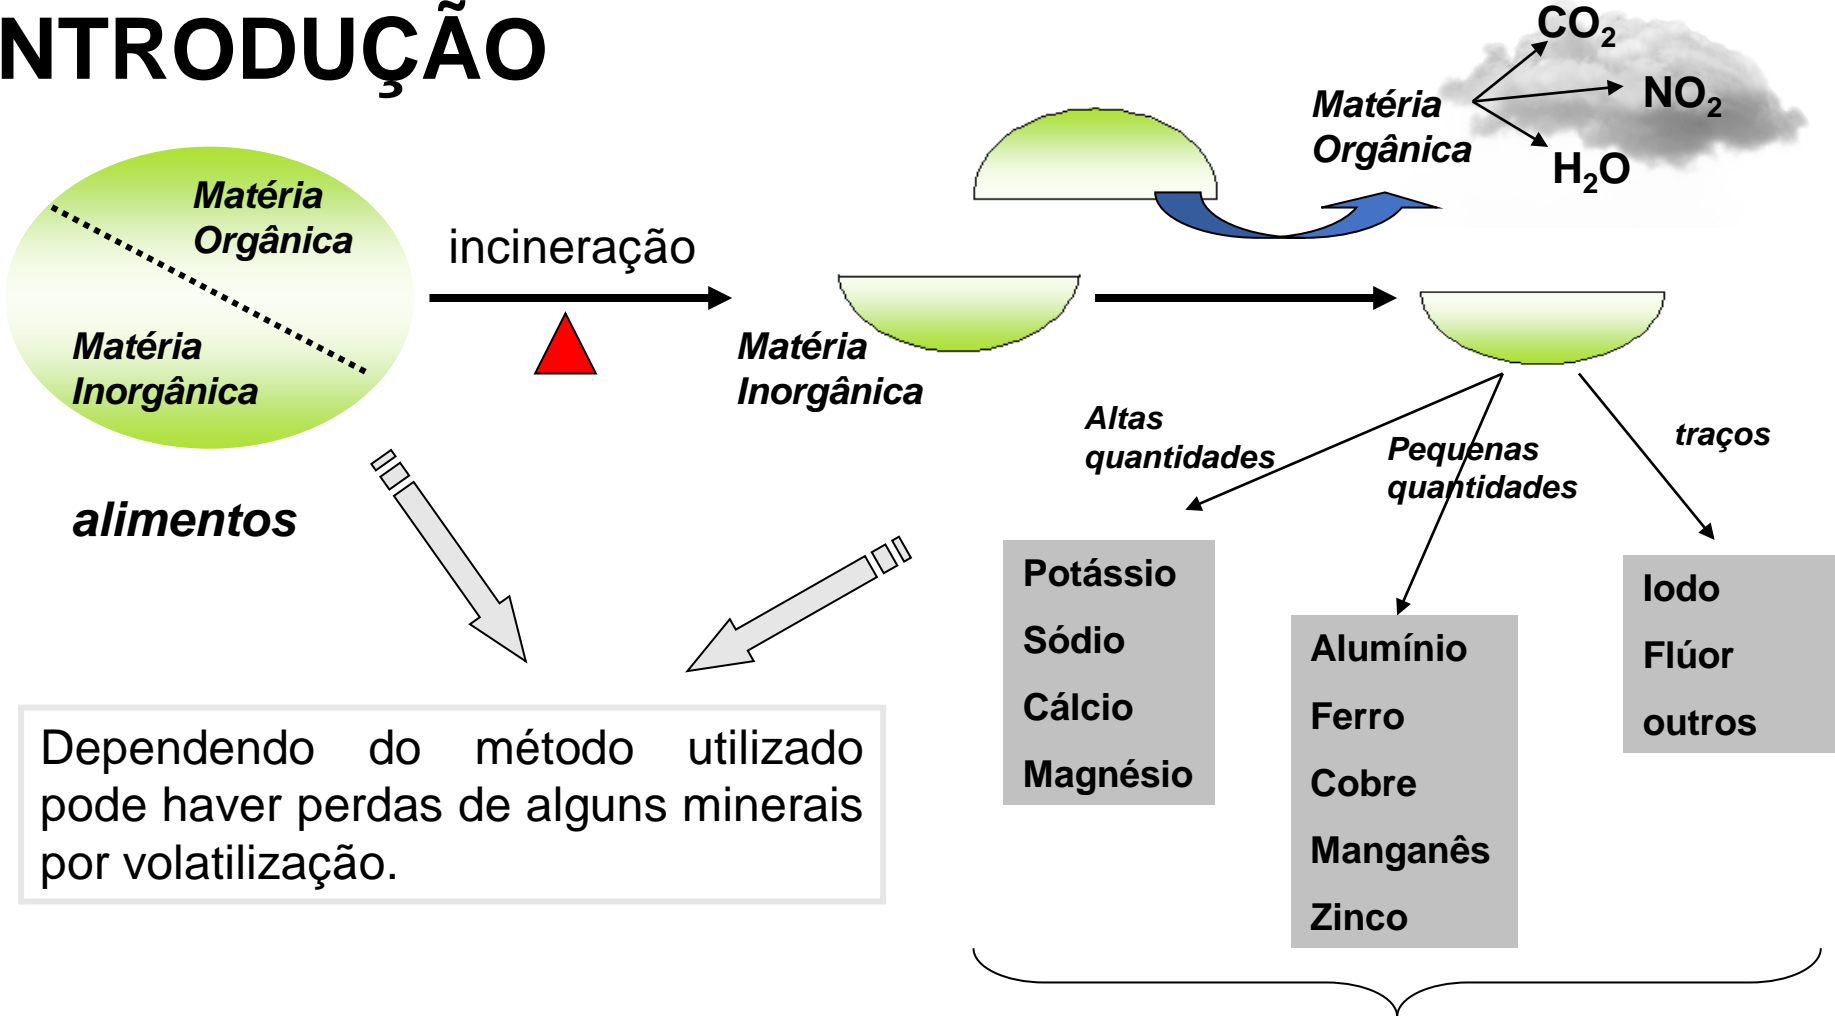 NTRODUÇÃO
CO₂
NO₂
H₂O
Matéria
Orgânica
Matéria
Orgânica
incineração
Matéria
Inorgânica
Matéria
Inorgânica
alimentos
Altas
quantidades
Pequenas
quantidades
traços
Potássio
Sódio
Cálcio
Magnésio
Alumínio
Ferro
Cobre
Manganês
Zinco
Iodo
Flúor
outros
Dependendo do método utilizado
pode haver perdas de alguns minerais
por volatilização.